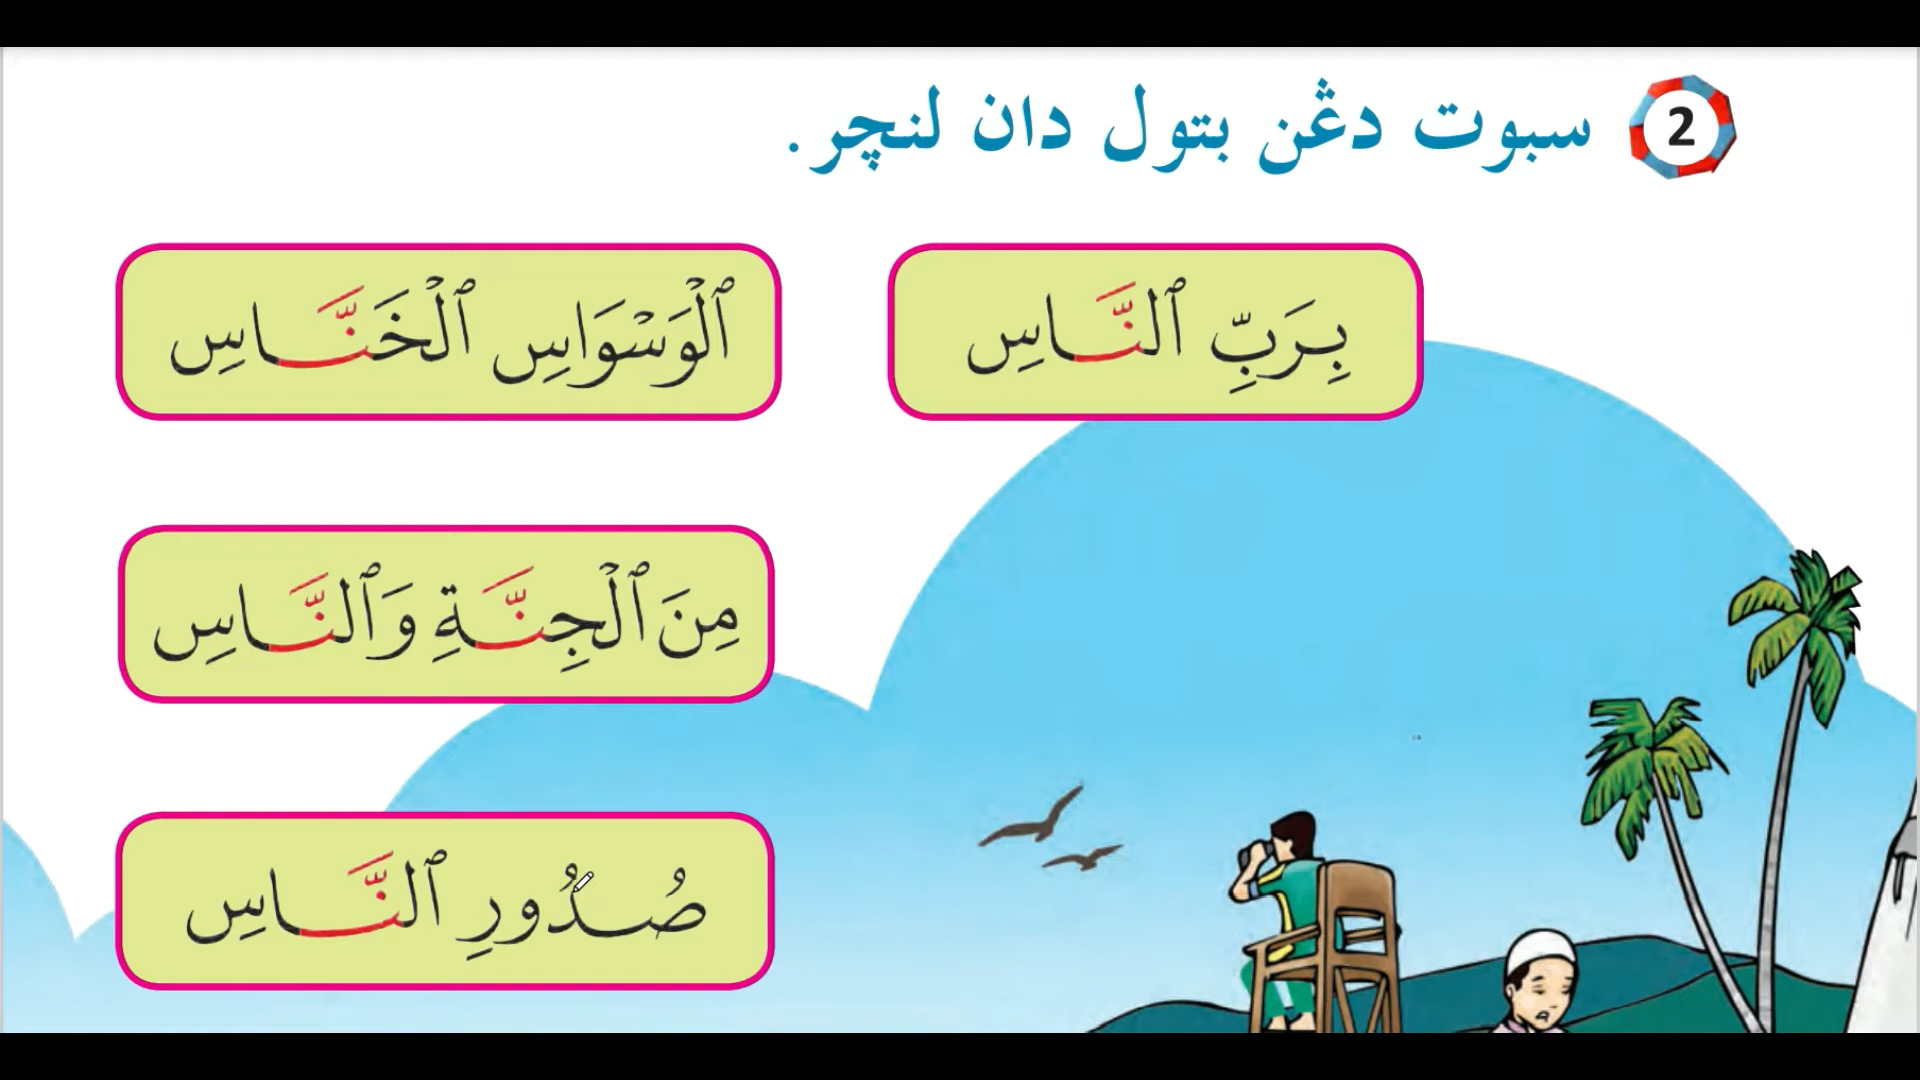 2 سبوت دڠن بتول دان لنچر.
بِرَبِّ ٱلنَّاسِ
ٱلْوَسْوَاسِ ٱلْخَنَّاسِ
مِنَ ٱلْجِنَّةِ وَٱلنَّاسِ
صُدُورِ ٱلنَّاسِ